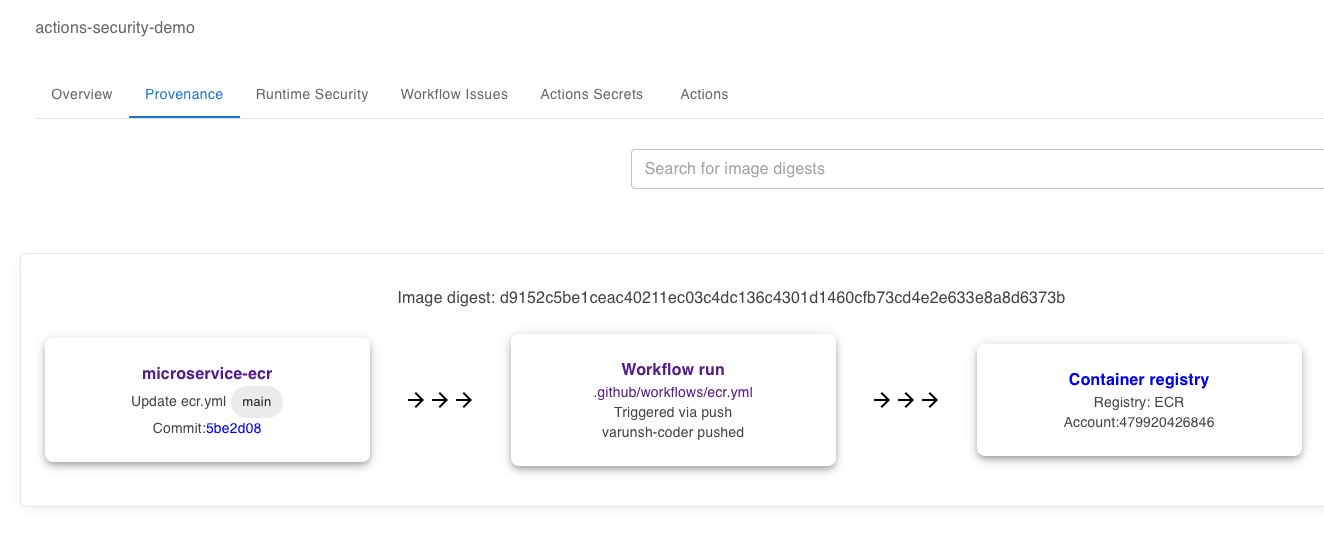 actions-security-demo
Overview Provenance Runtime Security Workflow Issues Actions Secrets Actions
Search for image digests
Image digest: d9152c5be1ceac40211ec03c4dc136c4301d1460cfb73cd4e2e633e8a8d6373b
microservice-ecr
Update ecr.yml main
Commit:5be2d08
Workflow run
.github/workflows/ecr.yml
Triggered via push
varunsh-coder pushed
Container registry
Registry: ECR
Account:479920426846